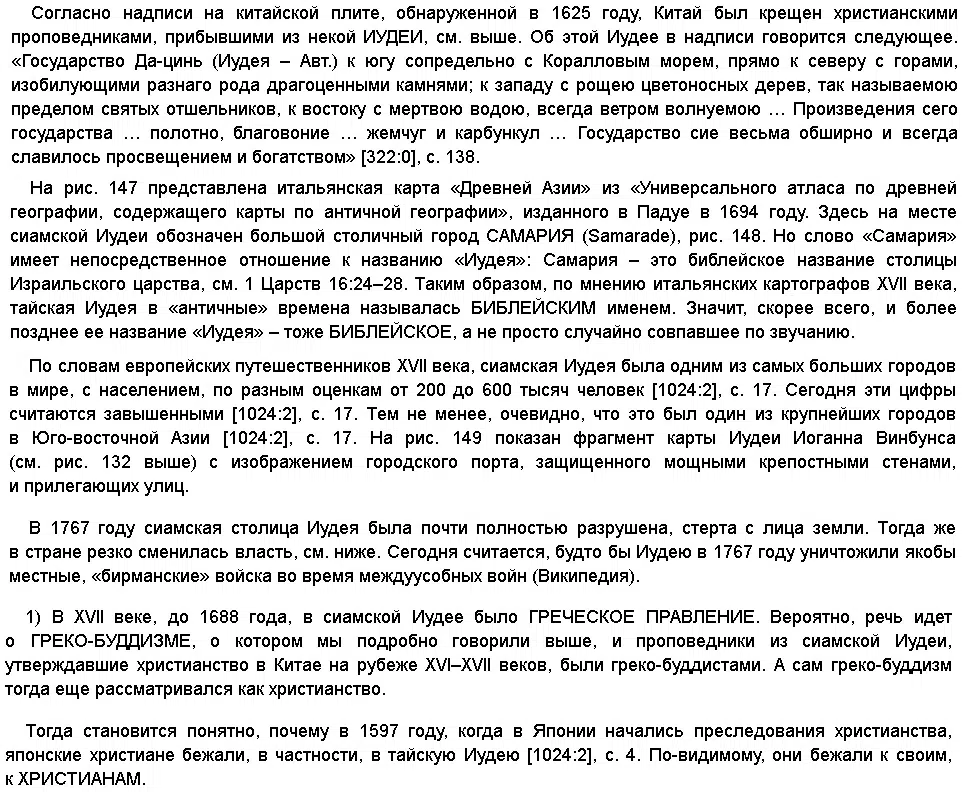 Согласно надписи на китайской плите, обнаруженной в 1625 году, Китай был крещен христианскими
проповедниками, прибывшими из некой ИУДЕИ, см. выше. Об этой Иудее в надписи говорится следующее.
«Государство Да-цинь (Иудея – Авт.) к югу сопредельно с Коралловым морем, прямо к северу с горами,
изобилующими разнаго рода драгоценными камнями; к западу с рощею цветоносных дерев, так называемою
пределом святых отшельников, к востоку с мертвою водою, всегда ветром волнуемою … Произведения сего
государства … полотно, благовоние … жемчуг и карбункул … Государство сие весьма обширно и всегда
славилось просвещением и богатством» [322:0], с. 138.
На рис. 147 представлена итальянская карта «Древней Азии» из «Универсального атласа по древней
географии, содержащего карты по античной географии», изданного в Падуе в 1694 году. Здесь на месте
сиамской Иудеи обозначен большой столичный город САМАРИЯ (Samarade), рис. 148. Но слово «Самария»
имеет непосредственное отношение к названию «Иудея»: Самария – это библейское название столицы
Израильского царства, см. 1 Царств 16:24–28. Таким образом, по мнению итальянских картографов XVII века,
тайская Иудея в «античные» времена называлась БИБЛЕЙСКИМ именем. Значит, скорее всего, и более
позднее ее название «Иудея» – тоже БИБЛЕЙСКОЕ, а не просто случайно совпавшее по звучанию.
По словам европейских путешественников XVII века, сиамская Иудея была одним из самых больших городов
в мире, с населением, по разным оценкам от 200 до 600 тысяч человек [1024:2], с. 17. Сегодня эти цифры
считаются завышенными [1024:2], с. 17. Тем не менее, очевидно, что это был один из крупнейших городов
в Юго-восточной Азии [1024:2], с. 17. На рис. 149 показан фрагмент карты Иудеи Иоганна Винбунса
(см. рис. 132 выше) с изображением городского порта, защищенного мощными крепостными стенами,
и прилегающих улиц.
В 1767 году сиамская столица Иудея была почти полностью разрушена, стерта с лица земли. Тогда же
в стране резко сменилась власть, см. ниже. Сегодня считается, будто бы Иудею в 1767 году уничтожили якобы
местные, «бирманские» войска во время междуусобных войн (Википедия).
1) В XVII веке, до 1688 года, в сиамской Иудее было ГРЕЧЕСКОЕ ПРАВЛЕНИЕ. Вероятно, речь идет
о ГРЕКО-БУДДИЗМЕ, о котором мы подробно говорили выше, и проповедники из сиамской Иудеи,
утверждавшие христианство в Китае на рубеже XVI–XVII веков, были греко-буддистами. А сам греко-буддизм
тогда еще рассматривался как христианство.
Тогда становится понятно, почему в 1597 году, когда в Японии начались преследования христианства,
японские христиане бежали, в частности, в тайскую Иудею [1024:2], с. 4. По-видимому, они бежали к своим,
к ХРИСТИАНАМ.